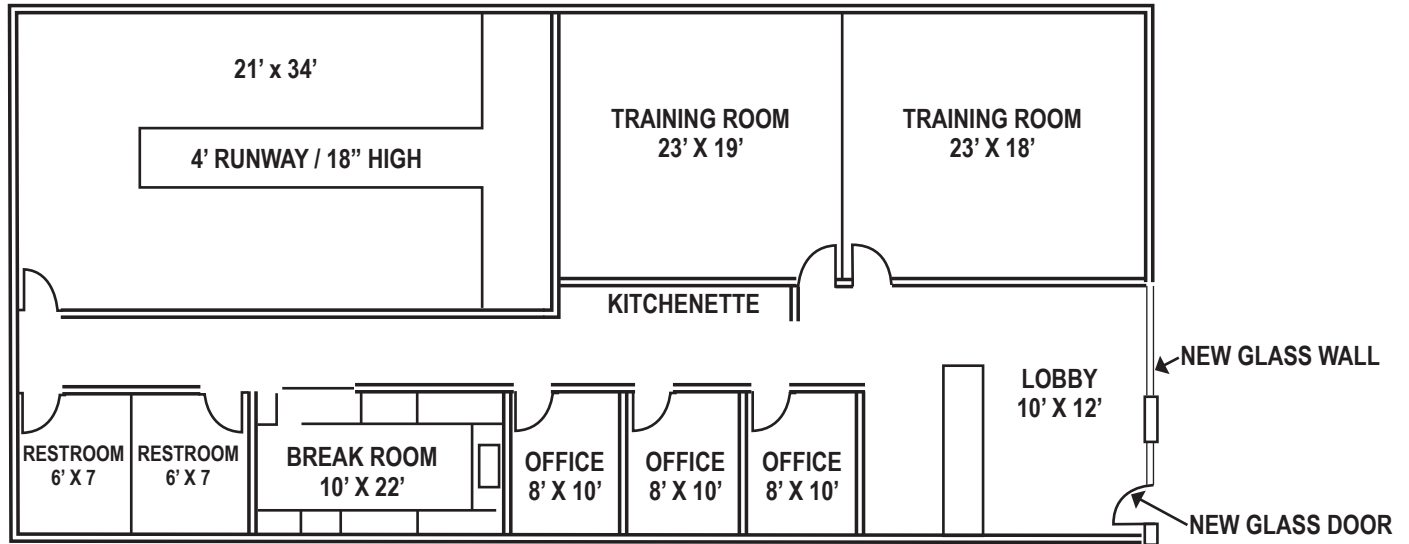 21’ x 34’
4’ RUNWAY / 18” HIGH
TRAINING ROOM
23’ X 19’
TRAINING ROOM
23’ X 18’
KITCHENETTE
NEW GLASS WALL
LOBBY
10’ X 12’
RESTROOM
6’ X 7
RESTROOM
6’ X 7
BREAK ROOM
10’ X 22’
OFFICE
8’ X 10’
OFFICE
8’ X 10’
OFFICE
8’ X 10’
NEW GLASS DOOR